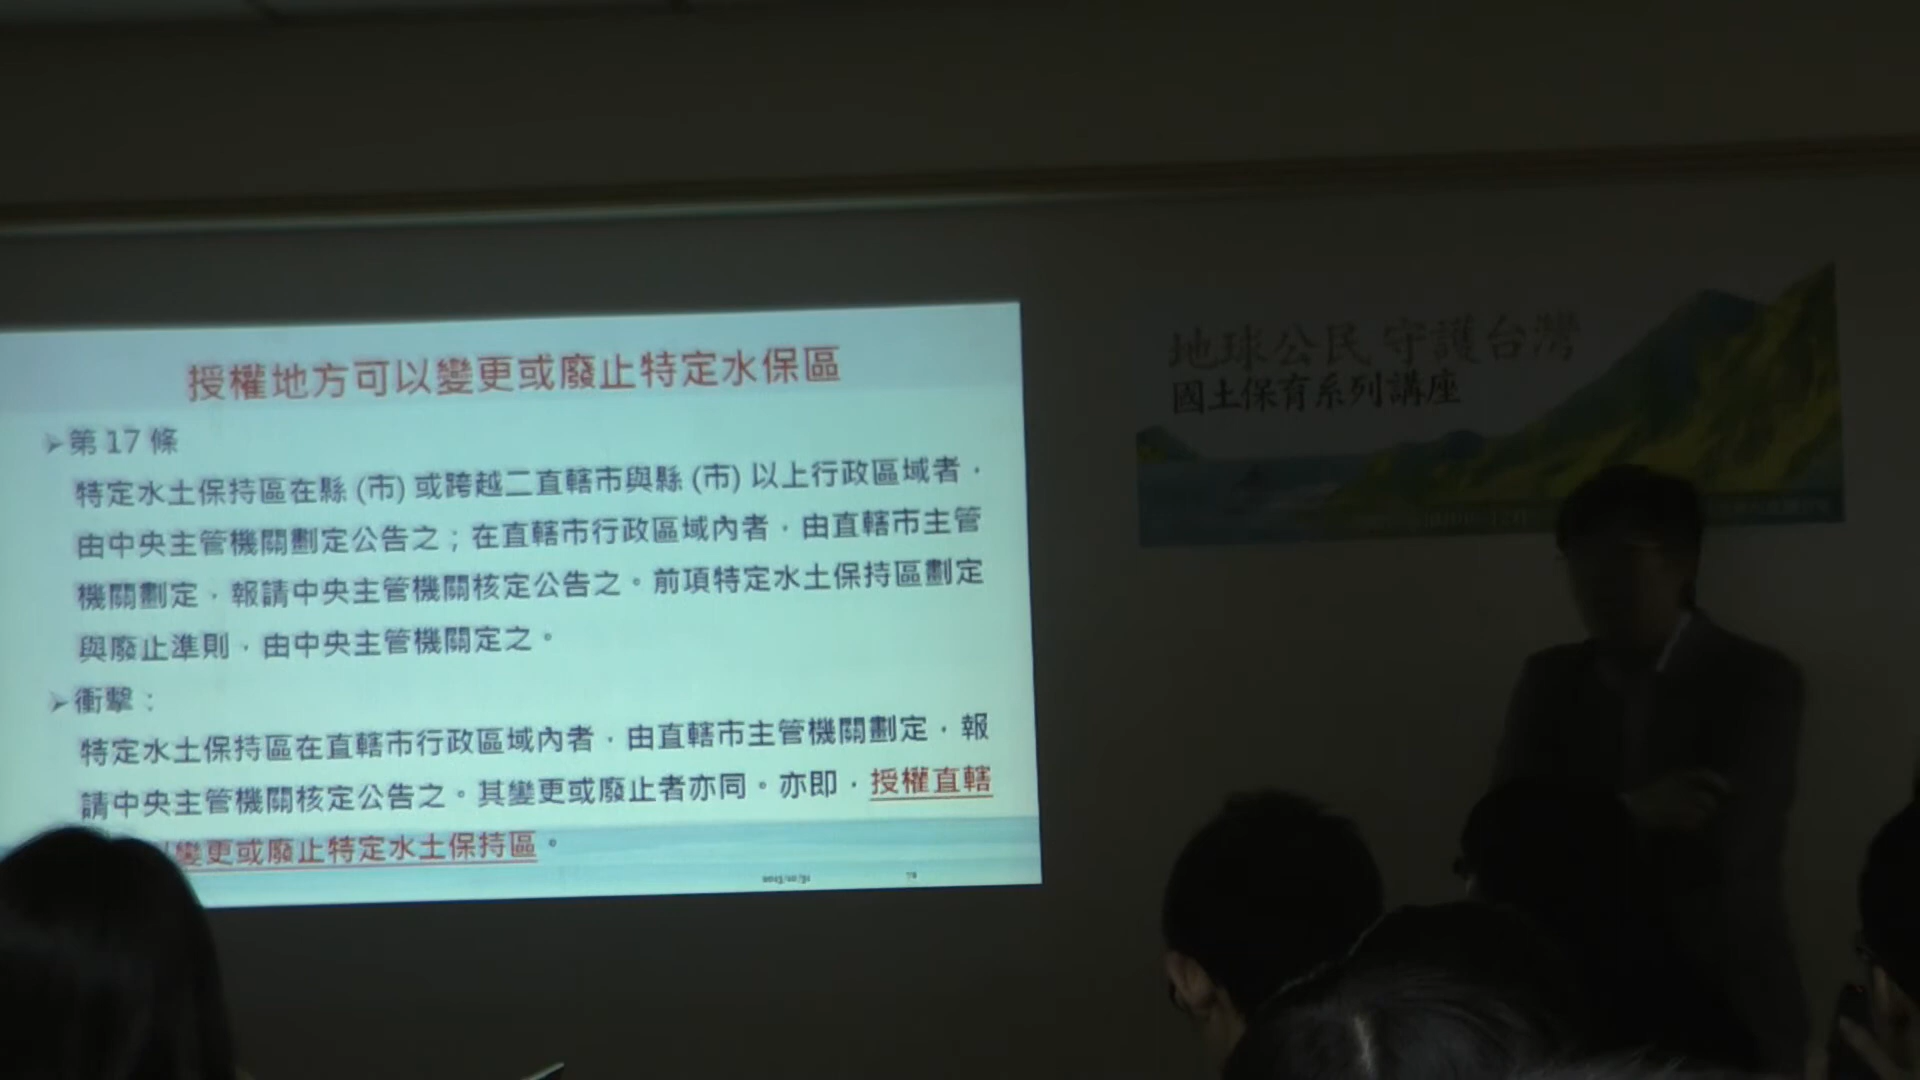 授權地方可以變更或廢止特定水保區
➢第 17 條
特定水土保持區在縣 (市) 或跨越二直轄市與縣 (市) 以上行政區域者，
由中央主管機關劃定公告之；在直轄市行政區域內者，由直轄市主管
機關劃定，報請中央主管機關核定公告之。前項特定水土保持區劃定
與廢止準則，由中央主管機關定之。
➢衝擊：
特定水土保持區在直轄市行政區域內者，由直轄市主管機關劃定，報
請中央主管機關核定公告之。其變更或廢止者亦同。亦即，授權直轄
變更或廢止特定水土保持區。
地球公民 守護台灣
國土保育系列講座